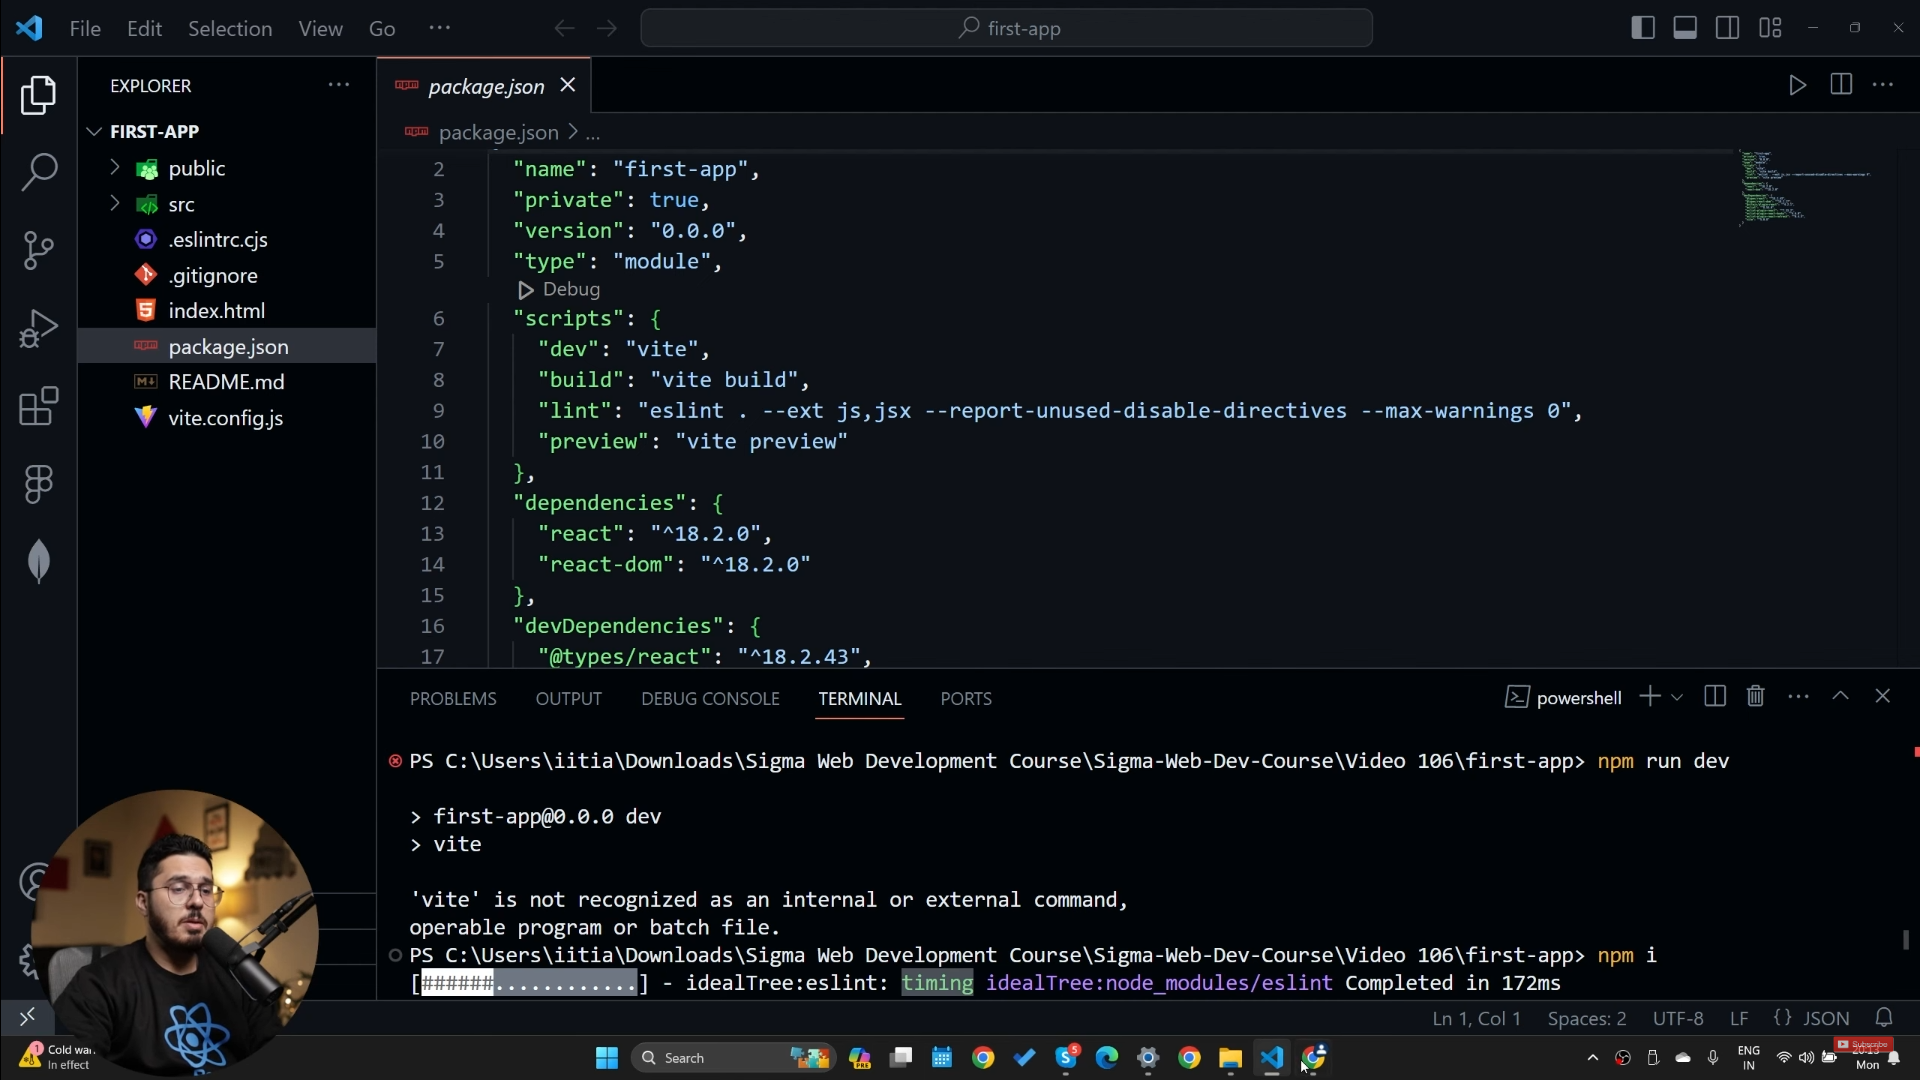 File Edit Selection View Go ...
first-app
EXPLORER
package.json
FIRST-APP
package.json > ...
public
src
.eslintrc.cjs
.gitignore
index.html
package.json
README.md
vite.config.js
2 "name": "first-app",
3 "private": true,
4 "version": "0.0.0",
5 "type": "module",
Debug
6 "scripts": {
7 "dev": "vite",
8 "build": "vite build",
9 "lint": "eslint . --ext js,jsx --report-unused-disable-directives --max-warnings 0",
10 "preview": "vite preview"
11 },
12 "dependencies": {
13 "react": "^18.2.0",
14 "react-dom": "^18.2.0"
15 },
16 "devDependencies": {
17 "@types/react": "^18.2.43",
PROBLEMS OUTPUT DEBUG CONSOLE TERMINAL PORTS
powershell
PS C:\Users\iitia\Downloads\Sigma Web Development Course\Sigma-Web-Dev-Course\Video 106\first-app> npm run dev
> first-app@0.0.0 dev
> vite
'vite' is not recognized as an internal or external command,
operable program or batch file.
PS C:\Users\iitia\Downloads\Sigma Web Development Course\Sigma-Web-Dev-Course\Video 106\first-app> npm i
[######............] - idealTree:eslint: timing idealTree:node_modules/eslint Completed in 172ms
Ln 1, Col 1 Spaces: 2 UTF-8 LF {} JSON
1
Cold wa
In effect
Search
PRE
5
ENG
IN
Subscribe
Mon